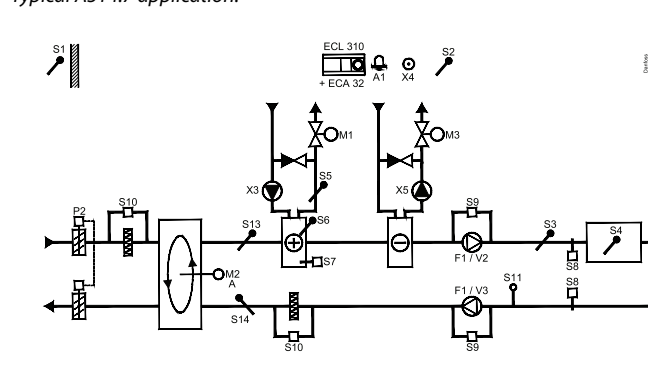 Typical A314.7 application:
S1
ECL 310
S2
+ ECA 32
A1
X4
Danfoss
M1
M3
X3
S5
X5
P2
S10
S13
S6
S7
S9
S3
S4
F1 / V2
S8
M2
A
S14
S10
F1 / V3
S11
S8
S9